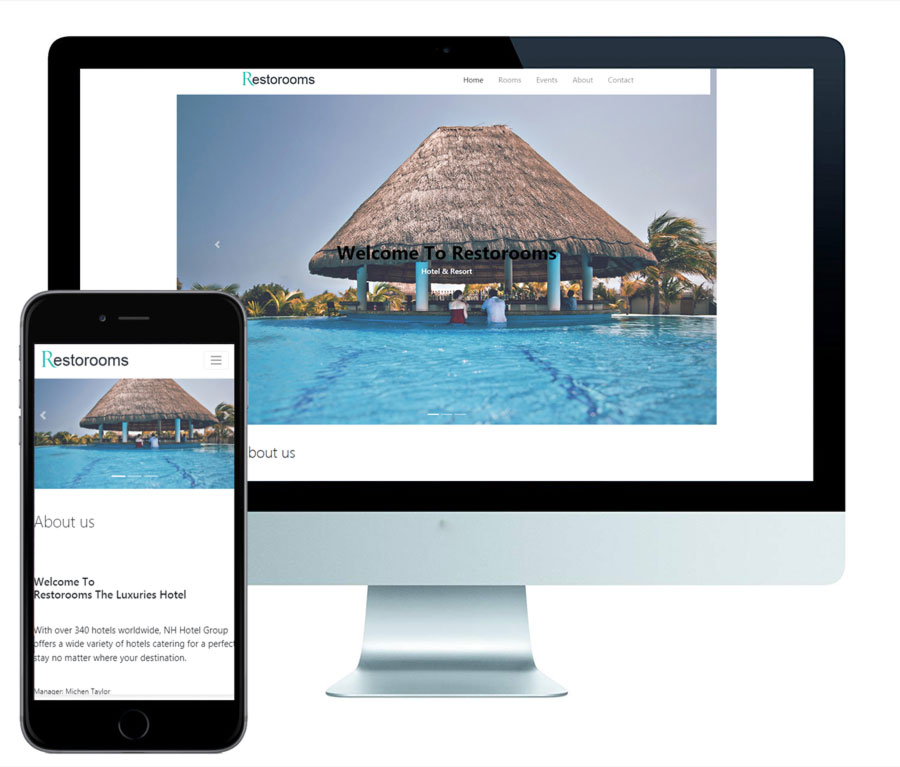 Restorooms
Home Rooms Events About Contact
Welcome To Restorooms
Hotel & Resort
bout us
Restorooms
About us
Welcome To
Restorooms The Luxuries Hotel
With over 340 hotels worldwide, NH Hotel Group
offers a wide variety of hotels catering for a perfect
stay no matter where your destination.
Manager: Michen Taylor